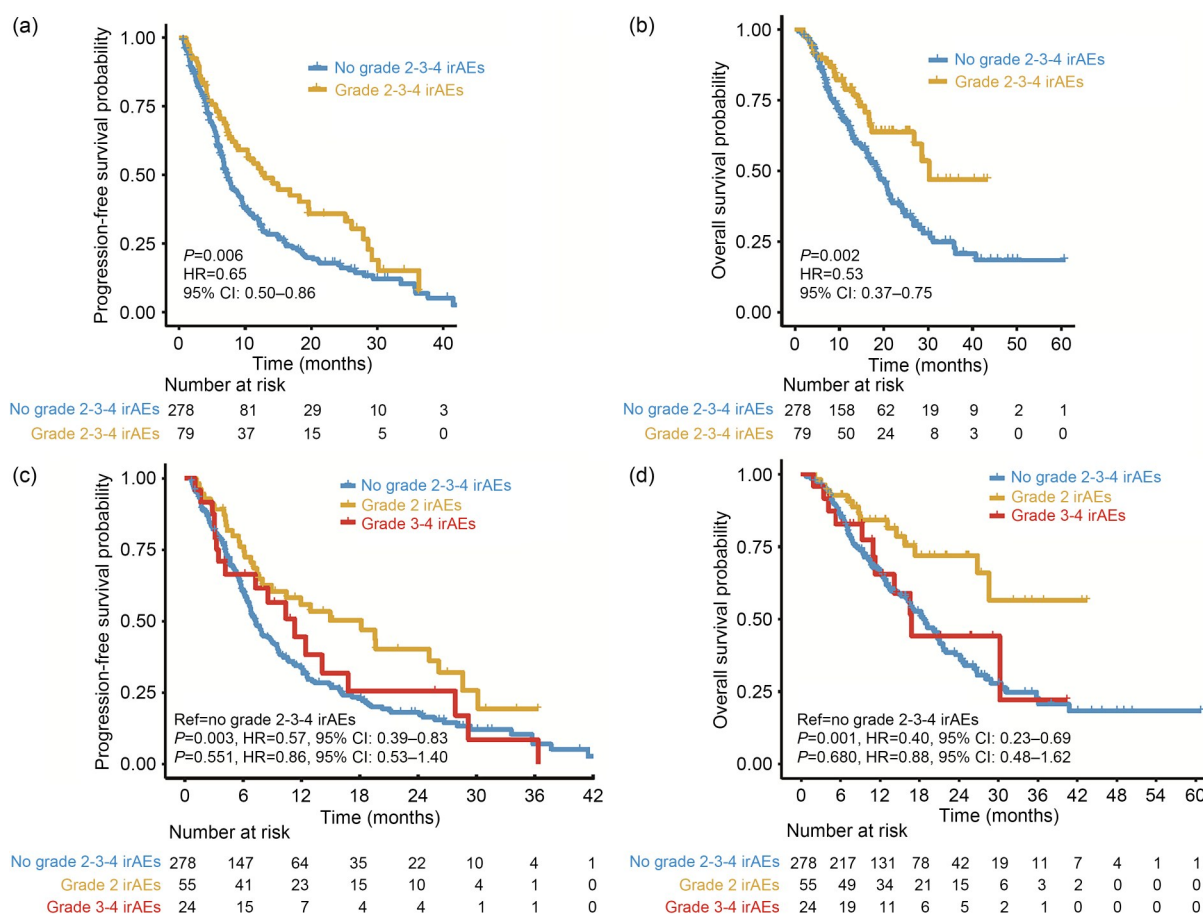 (a)
Progression-free survival probability
1.00
0.75
0.50
0.25
0.00
No grade 2-3-4 irAEs
Grade 2-3-4 irAEs
P=0.006
HR=0.65
95% CI: 0.50–0.86
0 10 20 30 40
Time (months)
Number at risk
No grade 2-3-4 irAEs 278 81 29 10 3
Grade 2-3-4 irAEs 79 37 15 5 0
(b)
Overall survival probability
1.00
0.75
0.50
0.25
0.00
No grade 2-3-4 irAEs
Grade 2-3-4 irAEs
P=0.002
HR=0.53
95% CI: 0.37–0.75
0 10 20 30 40 50 60
Time (months)
Number at risk
No grade 2-3-4 irAEs 278 158 62 19 9 2 1
Grade 2-3-4 irAEs 79 50 24 8 3 0 0
(c)
Progression-free survival probability
1.00
0.75
0.50
0.25
0.00
No grade 2-3-4 irAEs
Grade 2 irAEs
Grade 3-4 irAEs
Ref=no grade 2-3-4 irAEs
P=0.003, HR=0.57, 95% CI: 0.39–0.83
P=0.551, HR=0.86, 95% CI: 0.53–1.40
0 6 12 18 24 30 36 42
Time (months)
Number at risk
No grade 2-3-4 irAEs 278 147 64 35 22 10 4 1
Grade 2 irAEs 55 41 23 15 10 4 1 0
Grade 3-4 irAEs 24 15 7 4 4 1 1 0
(d)
Overall survival probability
1.00
0.75
0.50
0.25
0.00
No grade 2-3-4 irAEs
Grade 2 irAEs
Grade 3-4 irAEs
Ref=no grade 2-3-4 irAEs
P=0.001, HR=0.40, 95% CI: 0.23–0.69
P=0.680, HR=0.88, 95% CI: 0.48–1.62
0 6 12 18 24 30 36 42 48 54 60
Time (months)
Number at risk
No grade 2-3-4 irAEs 278 217 131 78 42 19 11 7 4 1 1
Grade 2 irAEs 55 49 34 21 15 6 3 2 0 0 0
Grade 3-4 irAEs 24 19 11 6 5 2 1 0 0 0 0